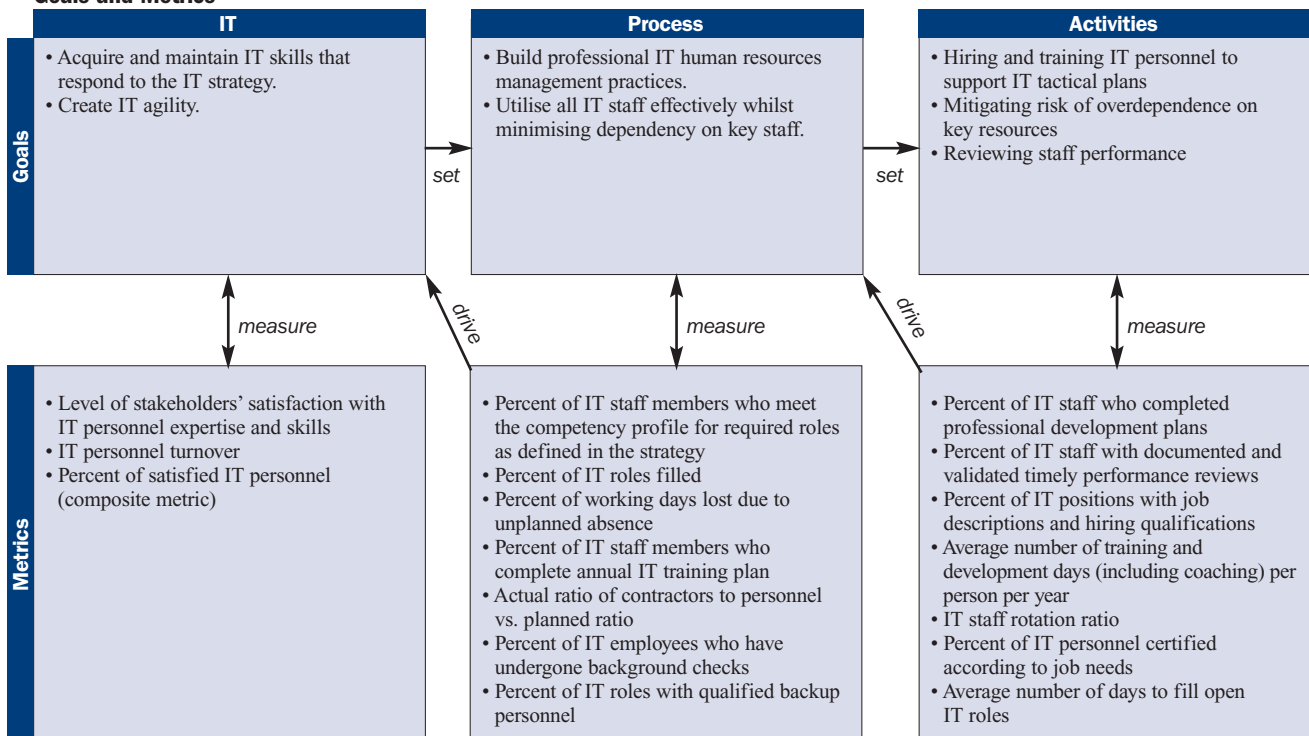 Goals and Metrics
IT
Process
Activities
Goals
• Acquire and maintain IT skills that
respond to the IT strategy.
• Create IT agility.
set
• Build professional IT human resources
management practices.
• Utilise all IT staff effectively whilst
minimising dependency on key staff.
set
• Hiring and training IT personnel to
support IT tactical plans
• Mitigating risk of overdependence on
key resources
• Reviewing staff performance
measure
drive
measure
drive
measure
Metrics
• Level of stakeholders’ satisfaction with
IT personnel expertise and skills
• IT personnel turnover
• Percent of satisfied IT personnel
(composite metric)
• Percent of IT staff members who meet
the competency profile for required roles
as defined in the strategy
• Percent of IT roles filled
• Percent of working days lost due to
unplanned absence
• Percent of IT staff members who
complete annual IT training plan
• Actual ratio of contractors to personnel
vs. planned ratio
• Percent of IT employees who have
undergone background checks
• Percent of IT roles with qualified backup
personnel
• Percent of IT staff who completed
professional development plans
• Percent of IT staff with documented and
validated timely performance reviews
• Percent of IT positions with job
descriptions and hiring qualifications
• Average number of training and
development days (including coaching) per
person per year
• IT staff rotation ratio
• Percent of IT personnel certified
according to job needs
• Average number of days to fill open
IT roles